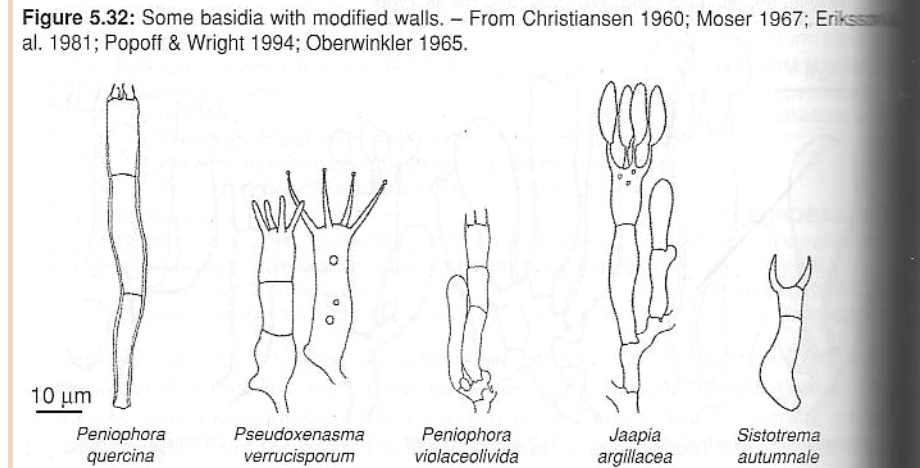 Figure 5.32: Some basidia with modified walls. – From Christiansen 1960; Moser 1967; Eriksson
al. 1981; Popoff & Wright 1994; Oberwinkler 1965.
10 µm
Peniophora quercina
Pseudoxenasma verrucisporum
Peniophora violaceolivida
Jaapia argillacea
Sistotrema autumnale